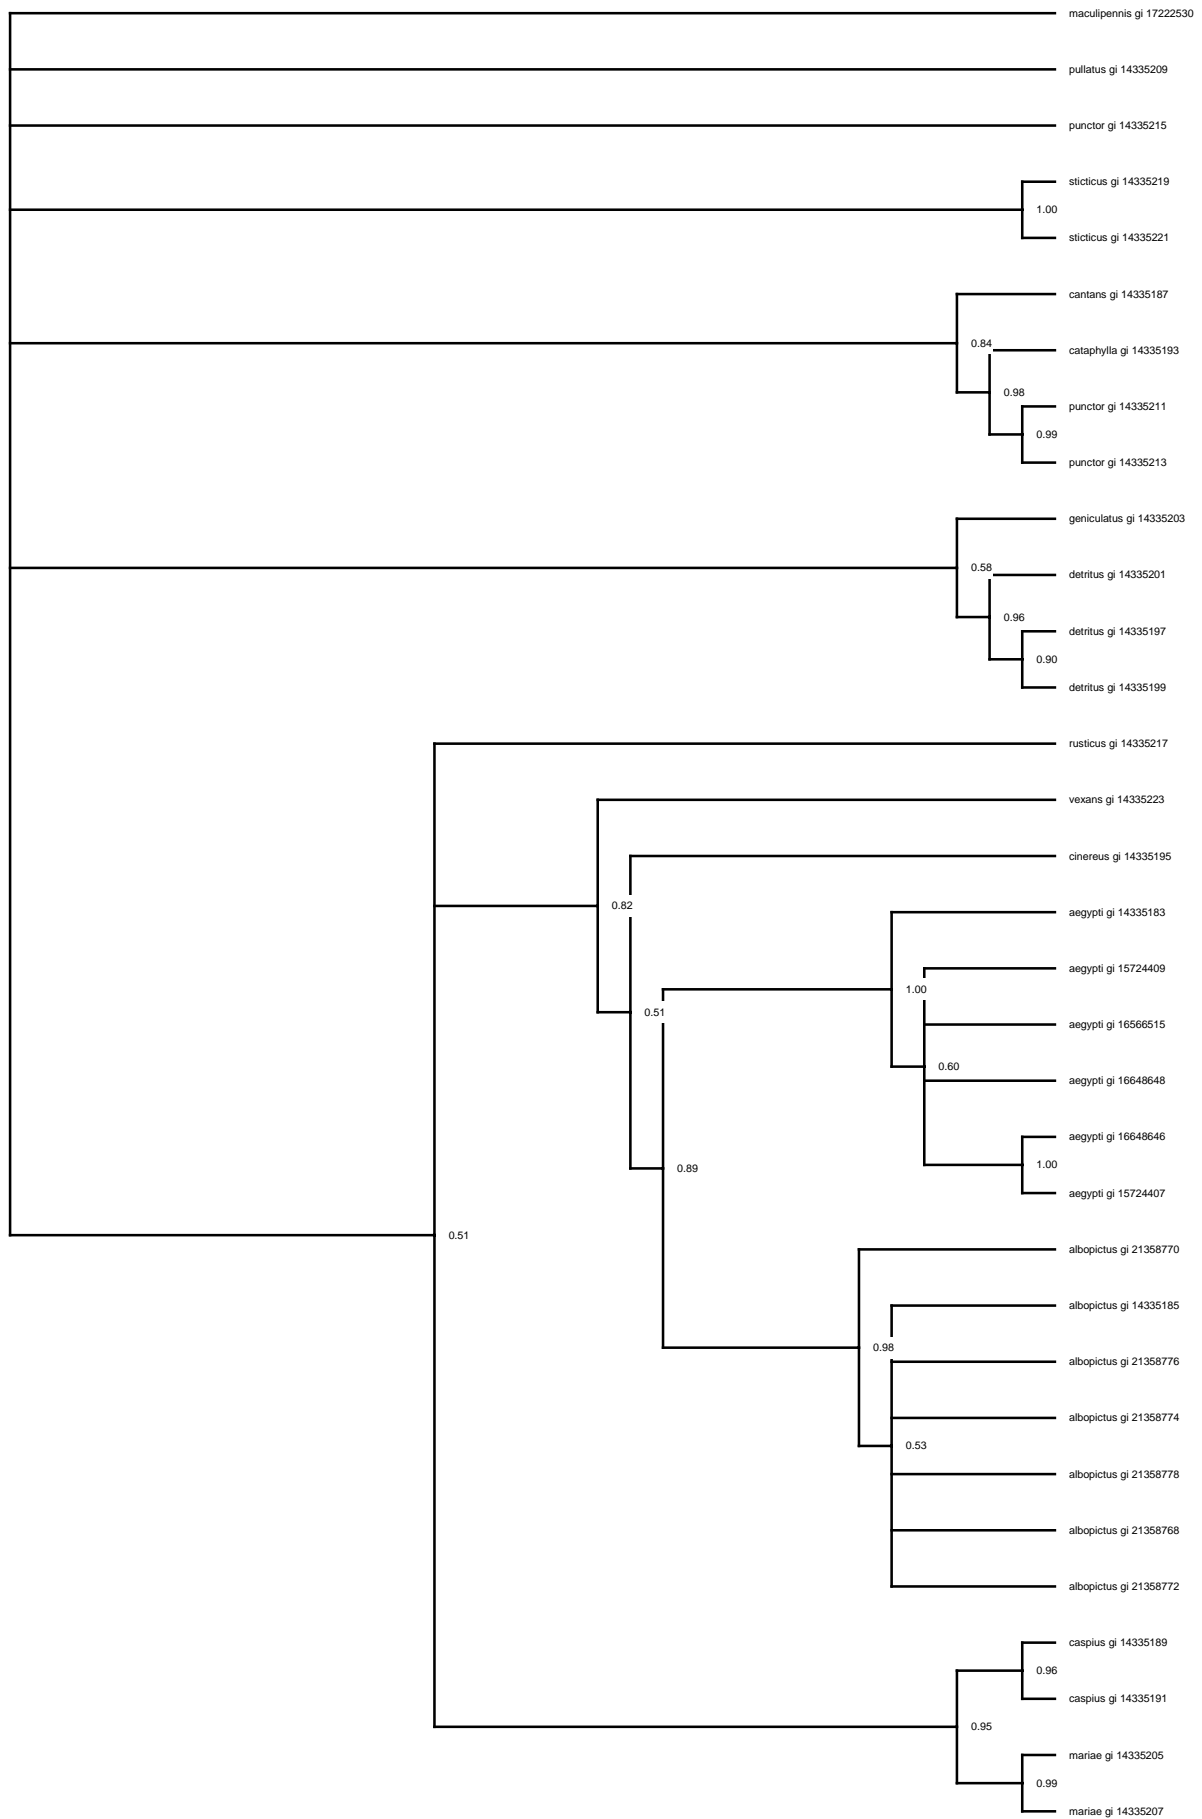 maculipennis gi 17222530
pullatus gi 14335209
punctor gi 14335215
sticticus gi 14335219
1.00
sticticus gi 14335221
cantans gi 14335187
0.84
cataphylla gi 14335193
0.98
punctor gi 14335211
0.99
punctor gi 14335213
geniculatus gi 14335203
0.58
detritus gi 14335201
0.96
detritus gi 14335197
0.90
detritus gi 14335199
rusticus gi 14335217
vexans gi 14335223
cinereus gi 14335195
0.82
aegypti gi 14335183
aegypti gi 15724409
1.00
0.51
aegypti gi 16566515
0.60
aegypti gi 16648648
aegypti gi 16648646
1.00
0.89
aegypti gi 15724407
0.51
albopictus gi 21358770
albopictus gi 14335185
0.98
albopictus gi 21358776
albopictus gi 21358774
0.53
albopictus gi 21358778
albopictus gi 21358768
albopictus gi 21358772
caspius gi 14335189
0.96
caspius gi 14335191
0.95
mariae gi 14335205
0.99
mariae gi 14335207